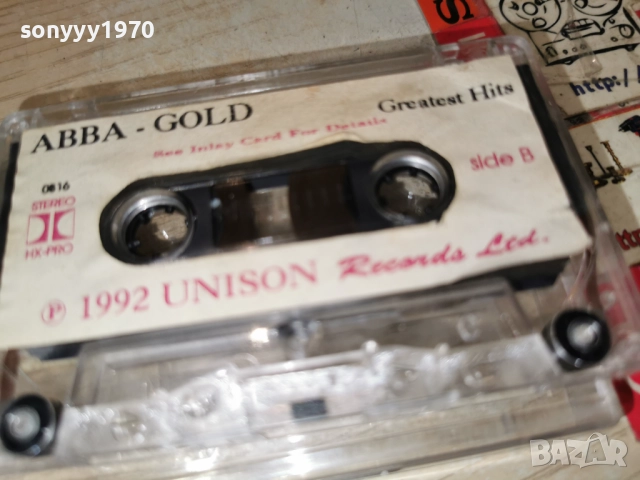 sonyyy1970
S
http://
ABBA - GOLD
Greatest Hits
See Inlay Card For Details
side B
0816
STEREO
HX-PRO
℗ 1992 UNISON Records Ltd.
BAZAR